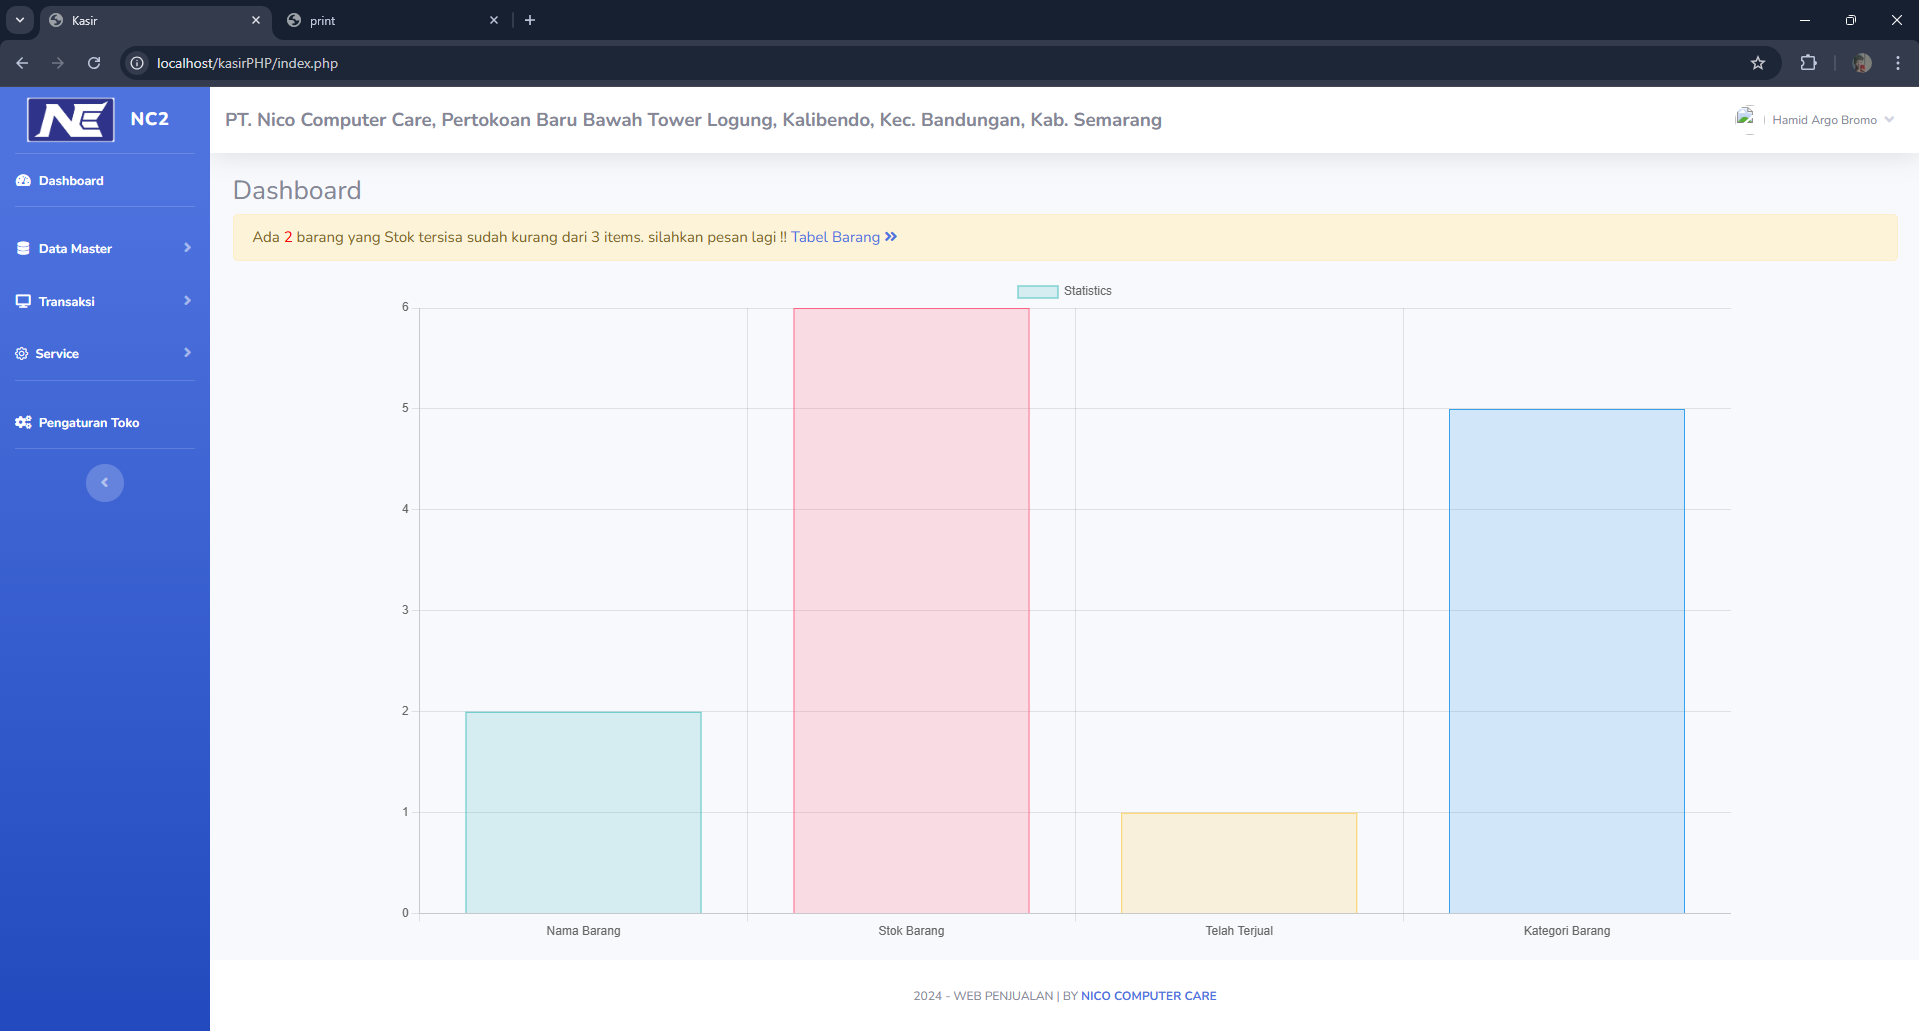 Kasir
print
localhost/kasirPHP/index.php
NE NC2
PT. Nico Computer Care, Pertokoan Baru Bawah Tower Logung, Kalibendo, Kec. Bandungan, Kab. Semarang
Hamid Argo Bromo
Dashboard
Data Master
Transaksi
Service
Pengaturan Toko
Dashboard
Ada 2 barang yang Stok tersisa sudah kurang dari 3 items. silahkan pesan lagi !! Tabel Barang
Statistics
6
5
4
3
2
1
0
Nama Barang
Stok Barang
Telah Terjual
Kategori Barang
2024 - WEB PENJUALAN | BY NICO COMPUTER CARE